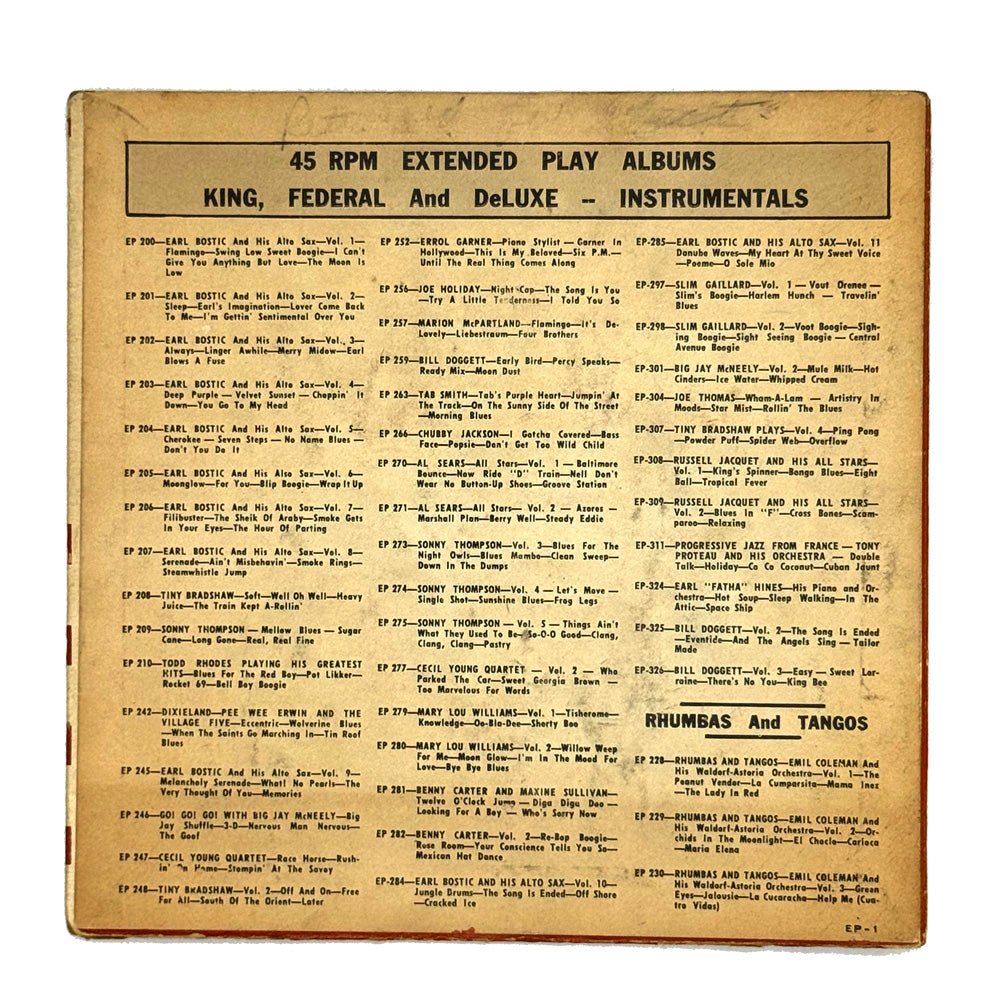 45 RPM EXTENDED PLAY ALBUMS
KING, FEDERAL And DeLUXE -- INSTRUMENTALS
EP 200—EARL BOSTIC And His Alto Sax—Vol. 1—
Flamingo—Swing Low Sweet Boogie—I Can't
Give You Anything But Love—The Moon Is
Low
EP 201—EARL BOSTIC And His Alto Sax—Vol. 2—
Sleep—Earl's Imagination—Lover Come Back
To Me—I'm Gettin' Sentimental Over You
EP 202—EARL BOSTIC And His Alto Sax—Vol. 3—
Always—Linger Awhile—Merry Midow—Earl
Blows A Fuse
EP 203—EARL BOSTIC And His Alto Sax—Vol. 4—
Deep Purple — Velvet Sunset — Choppin' It
Down—You Go To My Head
EP 204—EARL BOSTIC And His Alto Sax—Vol. 5—
Cherokee — Seven Steps — No Name Blues —
Don't You Do It
EP 205—EARL BOSTIC And His Also Sax—Vol. 6—
Moonglow—For You—Blip Boogie—Wrap It Up
EP 206—EARL BOSTIC And His Alto Sax—Vol. 7—
Filibuster—The Sheik Of Araby—Smoke Gets
In Your Eyes—The Hour Of Parting
EP 207—EARL BOSTIC And His Alto Sax—Vol. 8—
Serenade—Ain't Misbehavin'—Smoke Rings—
Steamwhistle Jump
EP 208—TINY BRADSHAW—Soft—Well Oh Well—Heavy
Juice—The Train Kept A-Rollin'
EP 209—SONNY THOMPSON — Mellow Blues — Sugar
Cane—Long Gone—Real, Real Fine
EP 210—TODD RHODES PLAYING HIS GREATEST
HITS—Blues For The Red Boy—Pot Likker—
Rocket 69—Bell Boy Boogie
EP 242—DIXIELAND—PEE WEE ERWIN AND THE
VILLAGE FIVE—Eccentric—Wolverine Blues
—When The Saints Go Marching In—Tin Roof
Blues
EP 245—EARL BOSTIC And His Alto Sax—Vol. 9—
Melancholy Serenade—What! No Pearls—The
Very Thought Of You—Memories
EP 246—GO! GO! GO! WITH BIG JAY McNEELY—Big
Jay Shuffle—3-D—Nervous Man Nervous—
The Goof
EP 247—CECIL YOUNG QUARTET—Race Horse—Rush-
in' On Home—Stompin' At The Savoy
EP 248—TINY BRADSHAW—Vol. 2—Off And On—Free
For All—South Of The Orient—Later
EP 252—ERROL GARNER—Piano Stylist — Garner In
Hollywood—This Is My Beloved—Six P.M.—
Until The Real Thing Comes Along
EP 256—JOE HOLIDAY—Night Cap—The Song Is You
—Try A Little Tenderness—I Told You So
EP 257—MARION McPARTLAND—Flamingo—It's De-
Lovely—Liebestraum—Four Brothers
EP 259—BILL DOGGETT—Early Bird—Percy Speaks—
Ready Mix—Moon Dust
EP 263—TAB SMITH—Tab's Purple Heart—Jumpin' At
The Track—On The Sunny Side Of The Street
—Morning Blues
EP 266—CHUBBY JACKSON—I Gotcha Covered—Bass
Face—Popsie—Don't Get Too Wild Child
EP 270—AL SEARS—All Stars—Vol. 1 — Baltimore
Bounce—Now Ride "D" Train—Nell Don't
Wear No Button-Up Shoes—Groove Station
EP 271—AL SEARS—All Stars— Vol. 2 — Azores —
Marshall Plan—Berry Well—Steady Eddie
EP 273—SONNY THOMPSON—Vol. 3—Blues For The
Night Owls—Blues Mambo—Clean Sweep—
Down In The Dumps
EP 274—SONNY THOMPSON—Vol. 4 — Let's Move —
Single Shot—Sunshine Blues—Frog Legs
EP 275—SONNY THOMPSON — Vol. 5 — Things Ain't
What They Used To Be—So-O-O Good—Clang,
Clang, Clang—Pastry
EP 277—CECIL YOUNG QUARTET — Vol. 2 — Who
Parked The Car—Sweet Georgia Brown —
Too Marvelous For Words
EP 279—MARY LOU WILLIAMS—Vol. 1—Tisherome—
Knowledge—Oo-Bla-Dee—Shorty Boo
EP 280—MARY LOU WILLIAMS—Vol. 2—Willow Weep
For Me—Moon Glow—I'm In The Mood For
Love—Bye Bye Blues
EP 281—BENNY CARTER AND MAXINE SULLIVAN—
Twelve O'Clock Jump — Diga Diga Doo —
Looking For A Boy — Who's Sorry Now
EP 282—BENNY CARTER—Vol. 2—Re-Bop Boogie—
Rose Room—Your Conscience Tells You So—
Mexican Hat Dance
EP-284—EARL BOSTIC AND HIS ALTO SAX—Vol. 10—
Jungle Drums—The Song Is Ended—Off Shore
—Cracked Ice
EP-285—EARL BOSTIC AND HIS ALTO SAX—Vol. 11
Danube Waves—My Heart At Thy Sweet Voice
—Poeme—O Sole Mio
EP-297—SLIM GAILLARD—Vol. 1 — Vout Orenee —
Slim's Boogie—Harlem Hunch — Travelin'
Blues
EP-298—SLIM GAILLARD—Vol. 2—Voot Boogie—Sigh-
ing Boogie—Sight Seeing Boogie — Central
Avenue Boogie
EP-301—BIG JAY McNEELY—Vol. 2—Mule Milk—Hot
Cinders—Ice Water—Whipped Cream
EP-304—JOE THOMAS—Wham-A-Lam — Artistry In
Moods—Star Mist—Rollin' The Blues
EP-307—TINY BRADSHAW PLAYS—Vol. 4—Ping Pong
—Powder Puff—Spider Web—Overflow
EP-308—RUSSELL JACQUET AND HIS ALL STARS—
Vol. 1—King's Spinner—Bongo Blues—Eight
Ball—Tropical Fever
EP-309—RUSSELL JACQUET AND HIS ALL STARS—
Vol. 2—Blues In "F"—Cross Bones—Scam-
paroo—Relaxing
EP-311—PROGRESSIVE JAZZ FROM FRANCE — TONY
PROTEAU AND HIS ORCHESTRA — Double
Talk—Holiday—Co Co Coconut—Cuban Jaunt
EP-324—EARL "FATHA" HINES—His Piano and Or-
chestra—Hot Soup—Sleep Walking—In The
Attic—Space Ship
EP-325—BILL DOGGETT—Vol. 2—The Song Is Ended
—Eventide—And The Angels Sing — Tailor
Made
EP-326—BILL DOGGETT—Vol. 3—Easy — Sweet Lor-
raine—There's No You—King Bee
RHUMBAS And TANGOS
EP 228—RHUMBAS AND TANGOS—EMIL COLEMAN And
His Waldorf-Astoria Orchestra—Vol. 1—The
Peanut Vendor—La Cumparsita—Mama Inez
—The Lady In Red
EP 229—RHUMBAS AND TANGOS—EMIL COLEMAN And
His Waldorf-Astoria Orchestra—Vol. 2—Or-
chids In The Moonlight—El Choclo—Carioca
—Maria Elena
EP 230—RHUMBAS AND TANGOS—EMIL COLEMAN And
His Waldorf-Astoria Orchestra—Vol. 3—Green
Eyes—Jalousie—La Cucaracha—Help Me (Cua-
tro Vidas)
EP-1